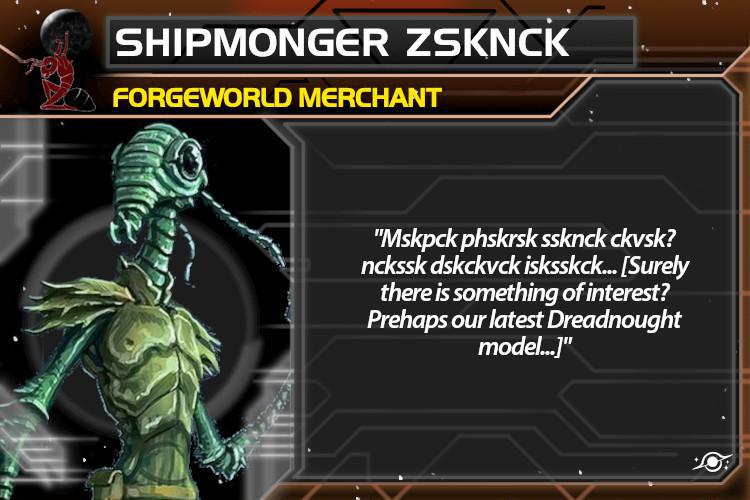 SHIPMONGER ZSKNCK
FORGEWORLD MERCHANT
"Mskpck phskrsk ssknck ckvsk?
nckssk dskckvck isksskck... [Surely
there is something of interest?
Prehaps our latest Dreadnought
model...]"